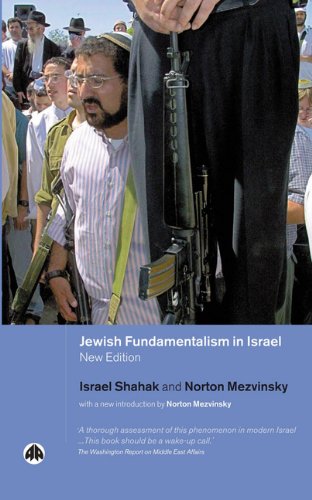 Jewish Fundamentalism in Israel
New Edition
Israel Shahak and Norton Mezvinsky
with a new introduction by Norton Mezvinsky
'A thorough assessment of this phenomenon in modern Israel
...This book should be a wake-up call.'
The Washington Report on Middle East Affairs